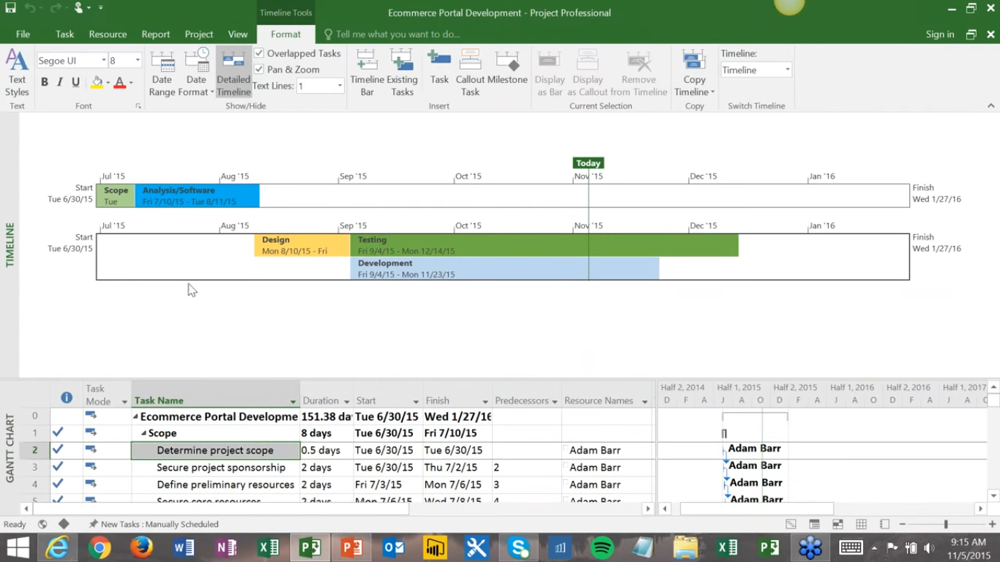 Timeline Tools
Ecommerce Portal Development - Project Professional
File Task Resource Report Project View Format Tell me what you want to do... Sign in
Segoe UI 8
Overlapped Tasks
Pan & Zoom
Text Lines: 1
Timeline:
Timeline
Text Styles
B I U A
Date Range
Date Format
Detailed Timeline
Timeline Bar
Existing Tasks
Task
Callout Task
Milestone
Display as Bar
Display as Callout
Remove from Timeline
Copy Timeline
Text Font Show/Hide Insert Current Selection Copy Switch Timeline
TIMELINE
Today
Jul '15 Aug '15 Sep '15 Oct '15 Nov '15 Dec '15 Jan '16
Start
Tue 6/30/15
Scope
Tue
Analysis/Software
Fri 7/10/15 - Tue 8/11/15
Finish
Wed 1/27/16
Jul '15 Aug '15 Sep '15 Oct '15 Nov '15 Dec '15 Jan '16
Start
Tue 6/30/15
Design
Mon 8/10/15 - Fri
Testing
Fri 9/4/15 - Mon 12/14/15
Development
Fri 9/4/15 - Mon 11/23/15
Finish
Wed 1/27/16
GANTT CHART
Task Mode Task Name Duration Start Finish Predecessors Resource Names
Half 2, 2014 Half 1, 2015 Half 2, 2015 Half 1, 2016 Half 2, 2016 Half 1, 2017
D F A J A O D F A J A O D F A J A
0 Ecommerce Portal Developme 151.38 da Tue 6/30/15 Wed 1/27/16
1 Scope 8 days Tue 6/30/15 Fri 7/10/15
2 Determine project scope 0.5 days Tue 6/30/15 Tue 6/30/15 Adam Barr Adam Barr
3 Secure project sponsorship 2 days Tue 6/30/15 Thu 7/2/15 2 Adam Barr Adam Barr
4 Define preliminary resources 2 days Fri 7/3/15 Mon 7/6/15 3 Adam Barr Adam Barr
5 Secure core resources 2 days Mon 7/6/15 Wed 7/8/15 4 Adam Barr Adam Barr
Ready New Tasks : Manually Scheduled
9:15 AM
11/5/2015